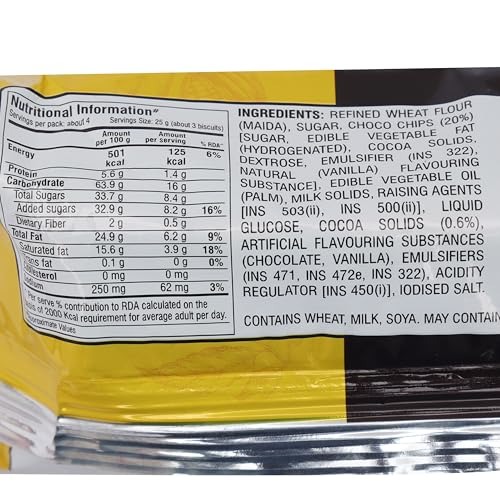 Nutritional Information*
Servings per pack: about 4 Servings Size: 25 g (about 3 biscuits)
Amount per 100 g Amount per serving % RDA**
Energy 501 kcal 125 kcal 6%
Protein 5.6 g 1.4 g
Carbohydrate 63.9 g 16 g
Total Sugars 33.7 g 8.4 g
Added sugars 32.9 g 8.2 g 16%
Dietary Fiber 2 g 0.5 g
Total Fat 24.9 g 6.2 g 9%
Saturated fat 15.6 g 3.9 g 18%
fat 0.1 g 0 g 0%
0 mg 0 mg
250 mg 62 mg 3%
Per serve % contribution to RDA calculated on the
of 2000 Kcal requirement for average adult per day.
Values
INGREDIENTS: REFINED WHEAT FLOUR
(MAIDA), SUGAR, CHOCO CHIPS (20%)
[SUGAR, EDIBLE VEGETABLE FAT
(HYDROGENATED), COCOA SOLIDS,
DEXTROSE, EMULSIFIER (INS 322),
NATURAL (VANILLA) FLAVOURING
SUBSTANCE], EDIBLE VEGETABLE OIL
(PALM), MILK SOLIDS, RAISING AGENTS
[INS 503(ii), INS 500(ii)], LIQUID
GLUCOSE, COCOA SOLIDS (0.6%),
ARTIFICIAL FLAVOURING SUBSTANCES
(CHOCOLATE, VANILLA), EMULSIFIERS
(INS 471, INS 472e, INS 322), ACIDITY
REGULATOR [INS 450(i)], IODISED SALT.
CONTAINS WHEAT, MILK, SOYA. MAY CONTAIN